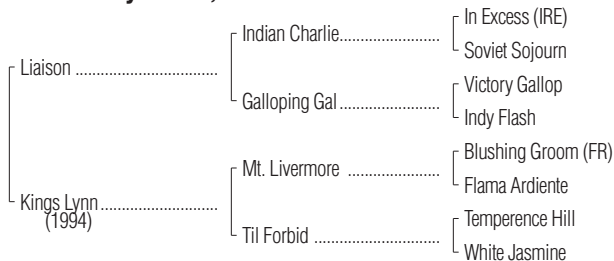 In Excess (IRE)
Indian Charlie....................
Soviet Sojourn
Liaison .............................
Victory Gallop
Galloping Gal ....................
Indy Flash
Blushing Groom (FR)
Mt. Livermore ...................
Flama Ardiente
Kings Lynn........................
(1994)
Temperence Hill
Til Forbid ..........................
White Jasmine